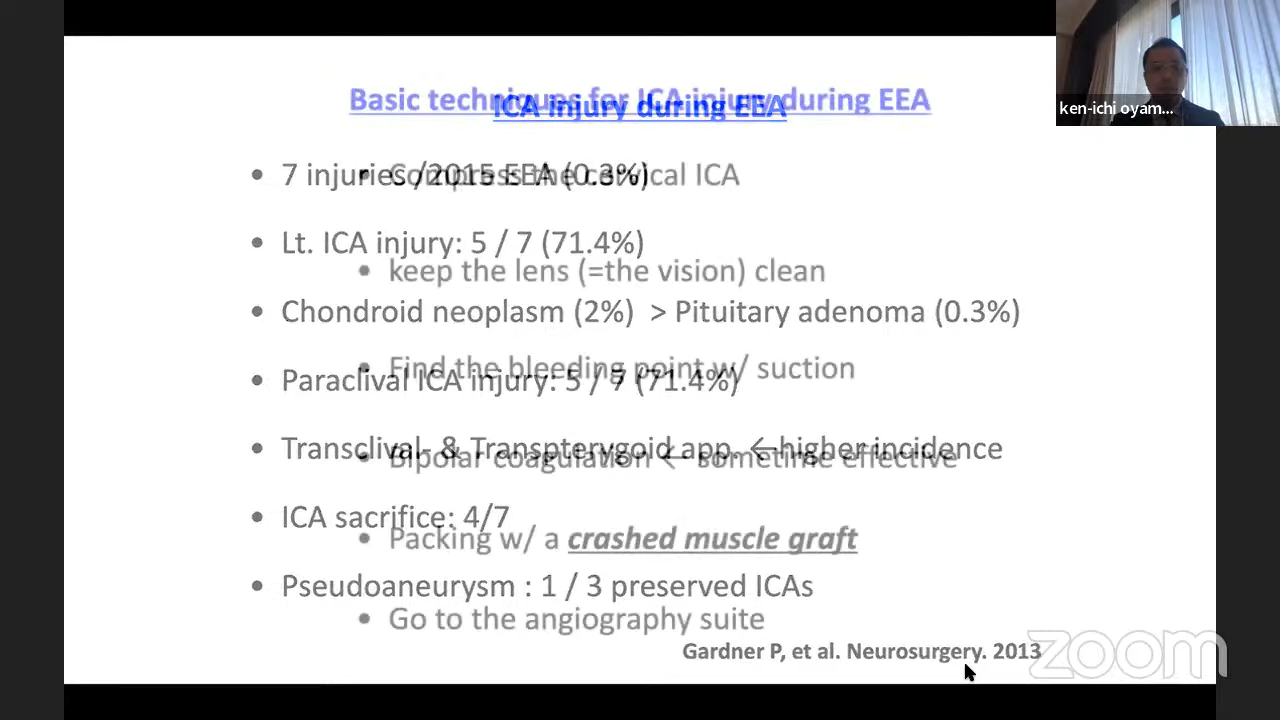 Basic techniques for ICA injury during EEA
ICA injury during EEA
• 7 injuries /2015 EEA (0.3%)
• Compress the cervical ICA
• Lt. ICA injury: 5 / 7 (71.4%)
• keep the lens (=the vision) clean
• Chondroid neoplasm (2%) > Pituitary adenoma (0.3%)
• Find the bleeding point w/ suction
• Paraclival ICA injury: 5 / 7 (71.4%)
• Transclival- & Transpterygoid app. ←higher incidence
• Bipolar coagulation ← sometime effective
• ICA sacrifice: 4/7
• Packing w/ a crashed muscle graft
• Pseudoaneurysm : 1 / 3 preserved ICAs
• Go to the angiography suite
Gardner P, et al. Neurosurgery. 2013
ken-ichi oyam...
zoom